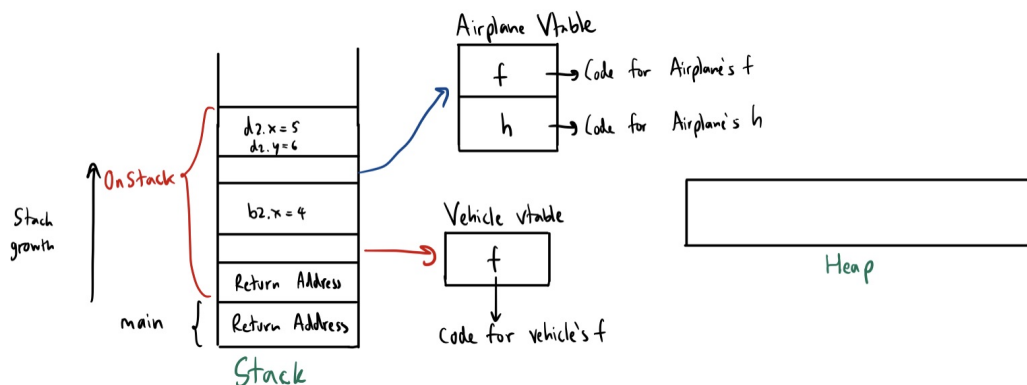 Airplane Vtable
f
Code for Airplane's f
h
Code for Airplane's h
d2.x=5
d2.y=6
OnStack
b2.x=4
Stach
growth
Vehicle vtable
f
Code for vehicle's f
Return Address
main
Return Address
Stack
Heap